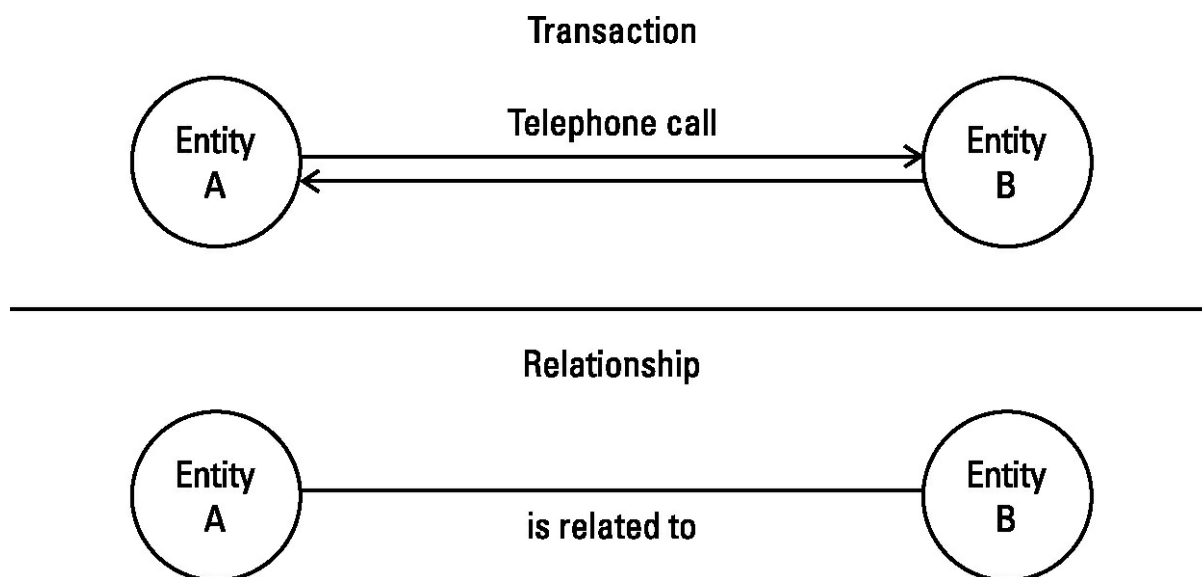 Transaction
Entity
A
Telephone call
Entity
B
Relationship
Entity
A
is related to
Entity
B